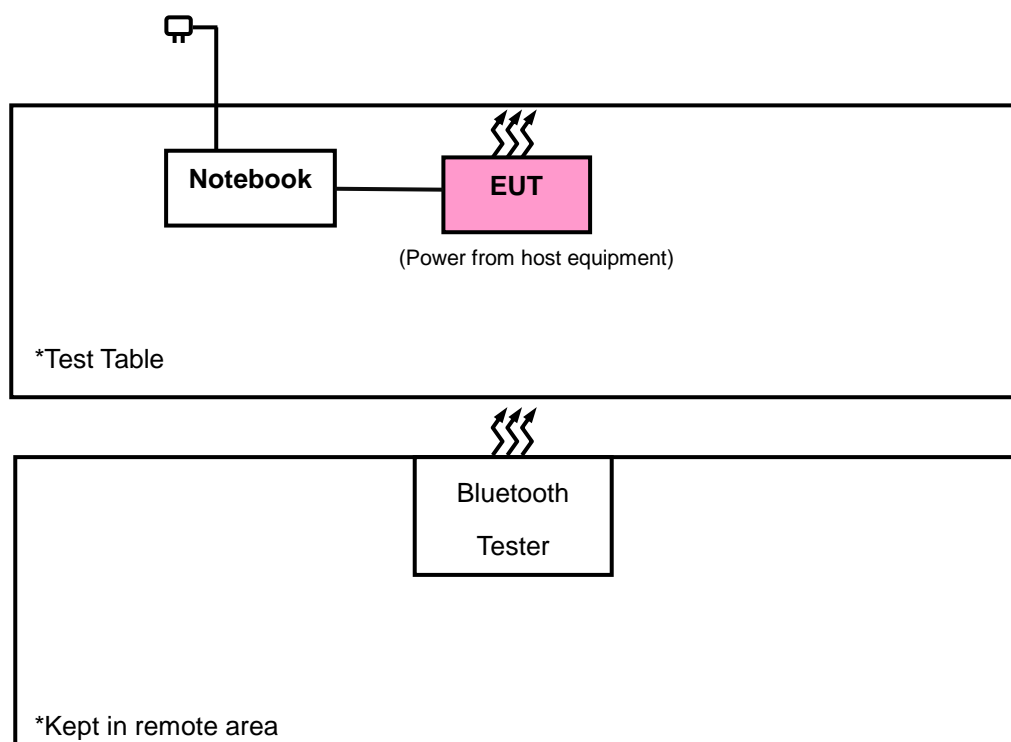 Notebook
EUT
(Power from host equipment)
*Test Table
Bluetooth
Tester
*Kept in remote area